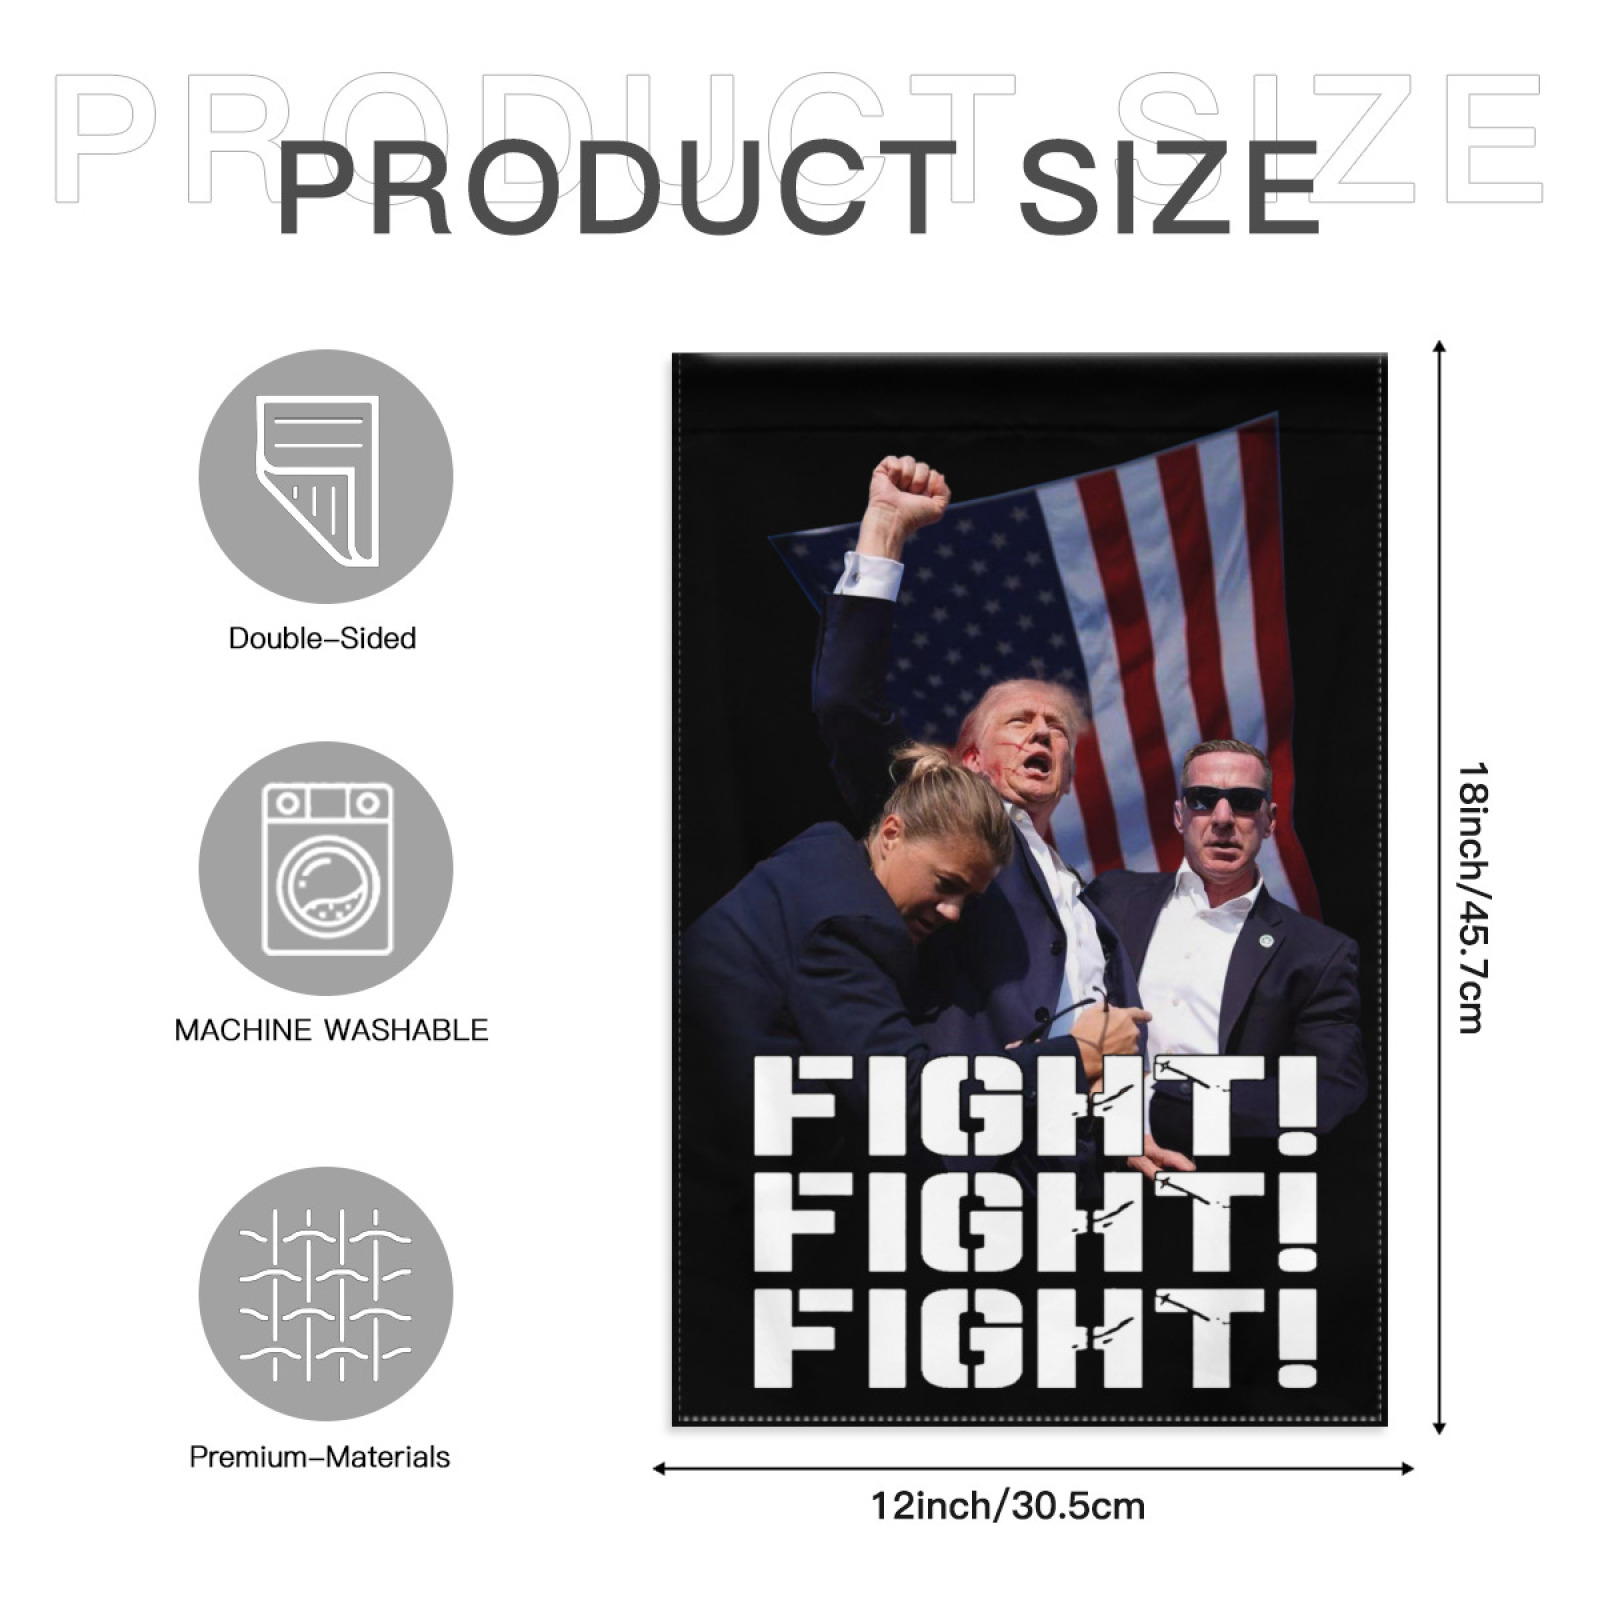 PRODUCT SIZE
PRODUCT SIZE
Double-Sided
MACHINE WASHABLE
Premium-Materials
FIGHT!
FIGHT!
FIGHT!
18inch/45.7cm
12inch/30.5cm